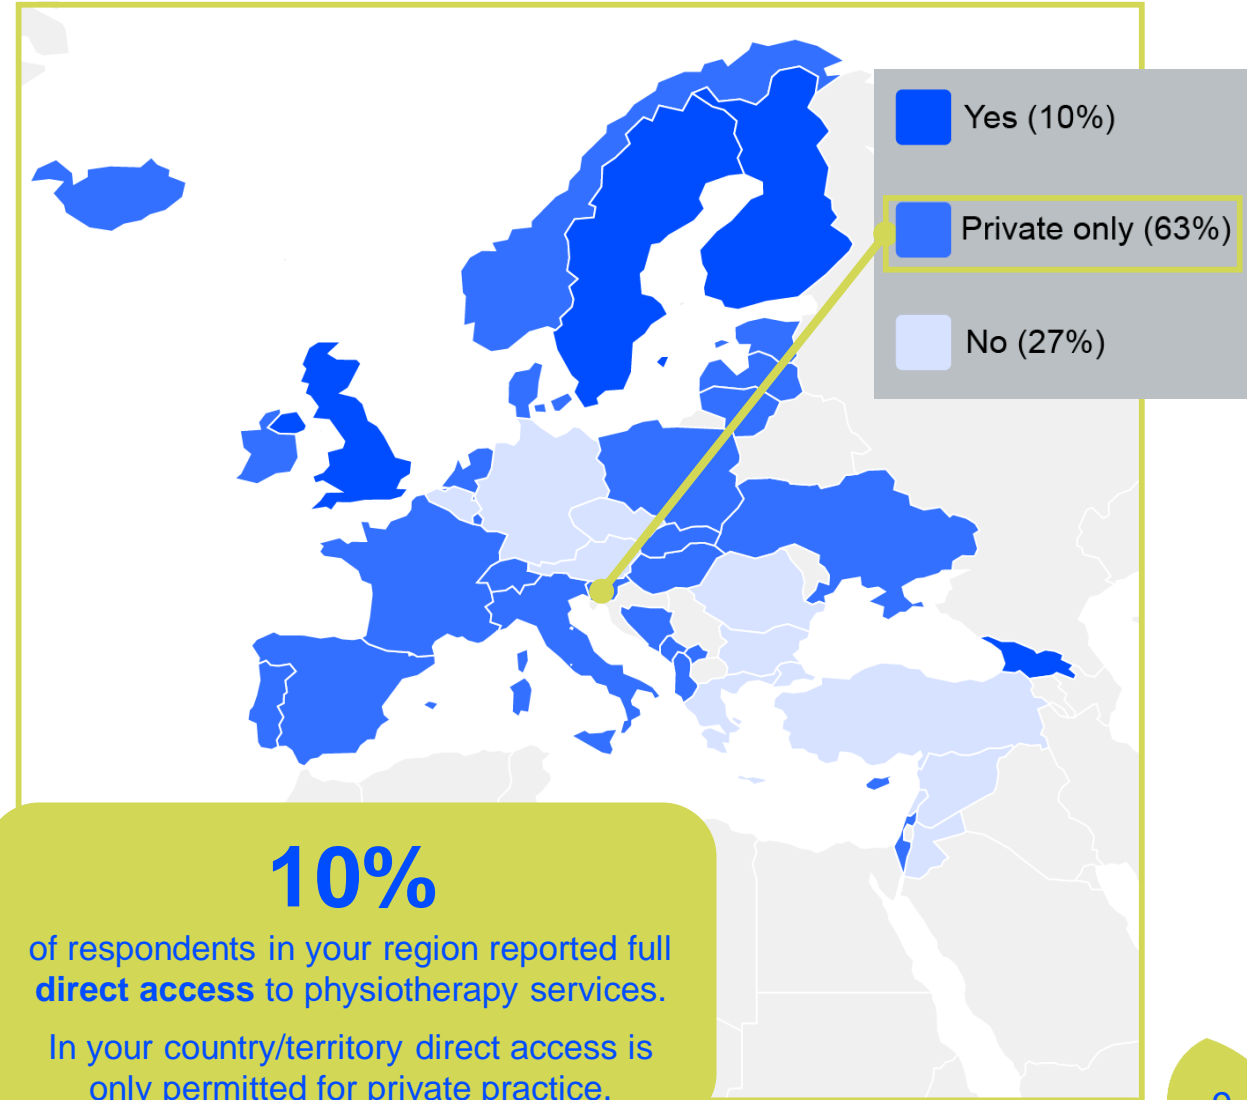 Yes (10%)
Private only (63%)
No (27%)
10%
of respondents in your region reported full
direct access to physiotherapy services.
In your country/territory direct access is
only permitted for private practice.